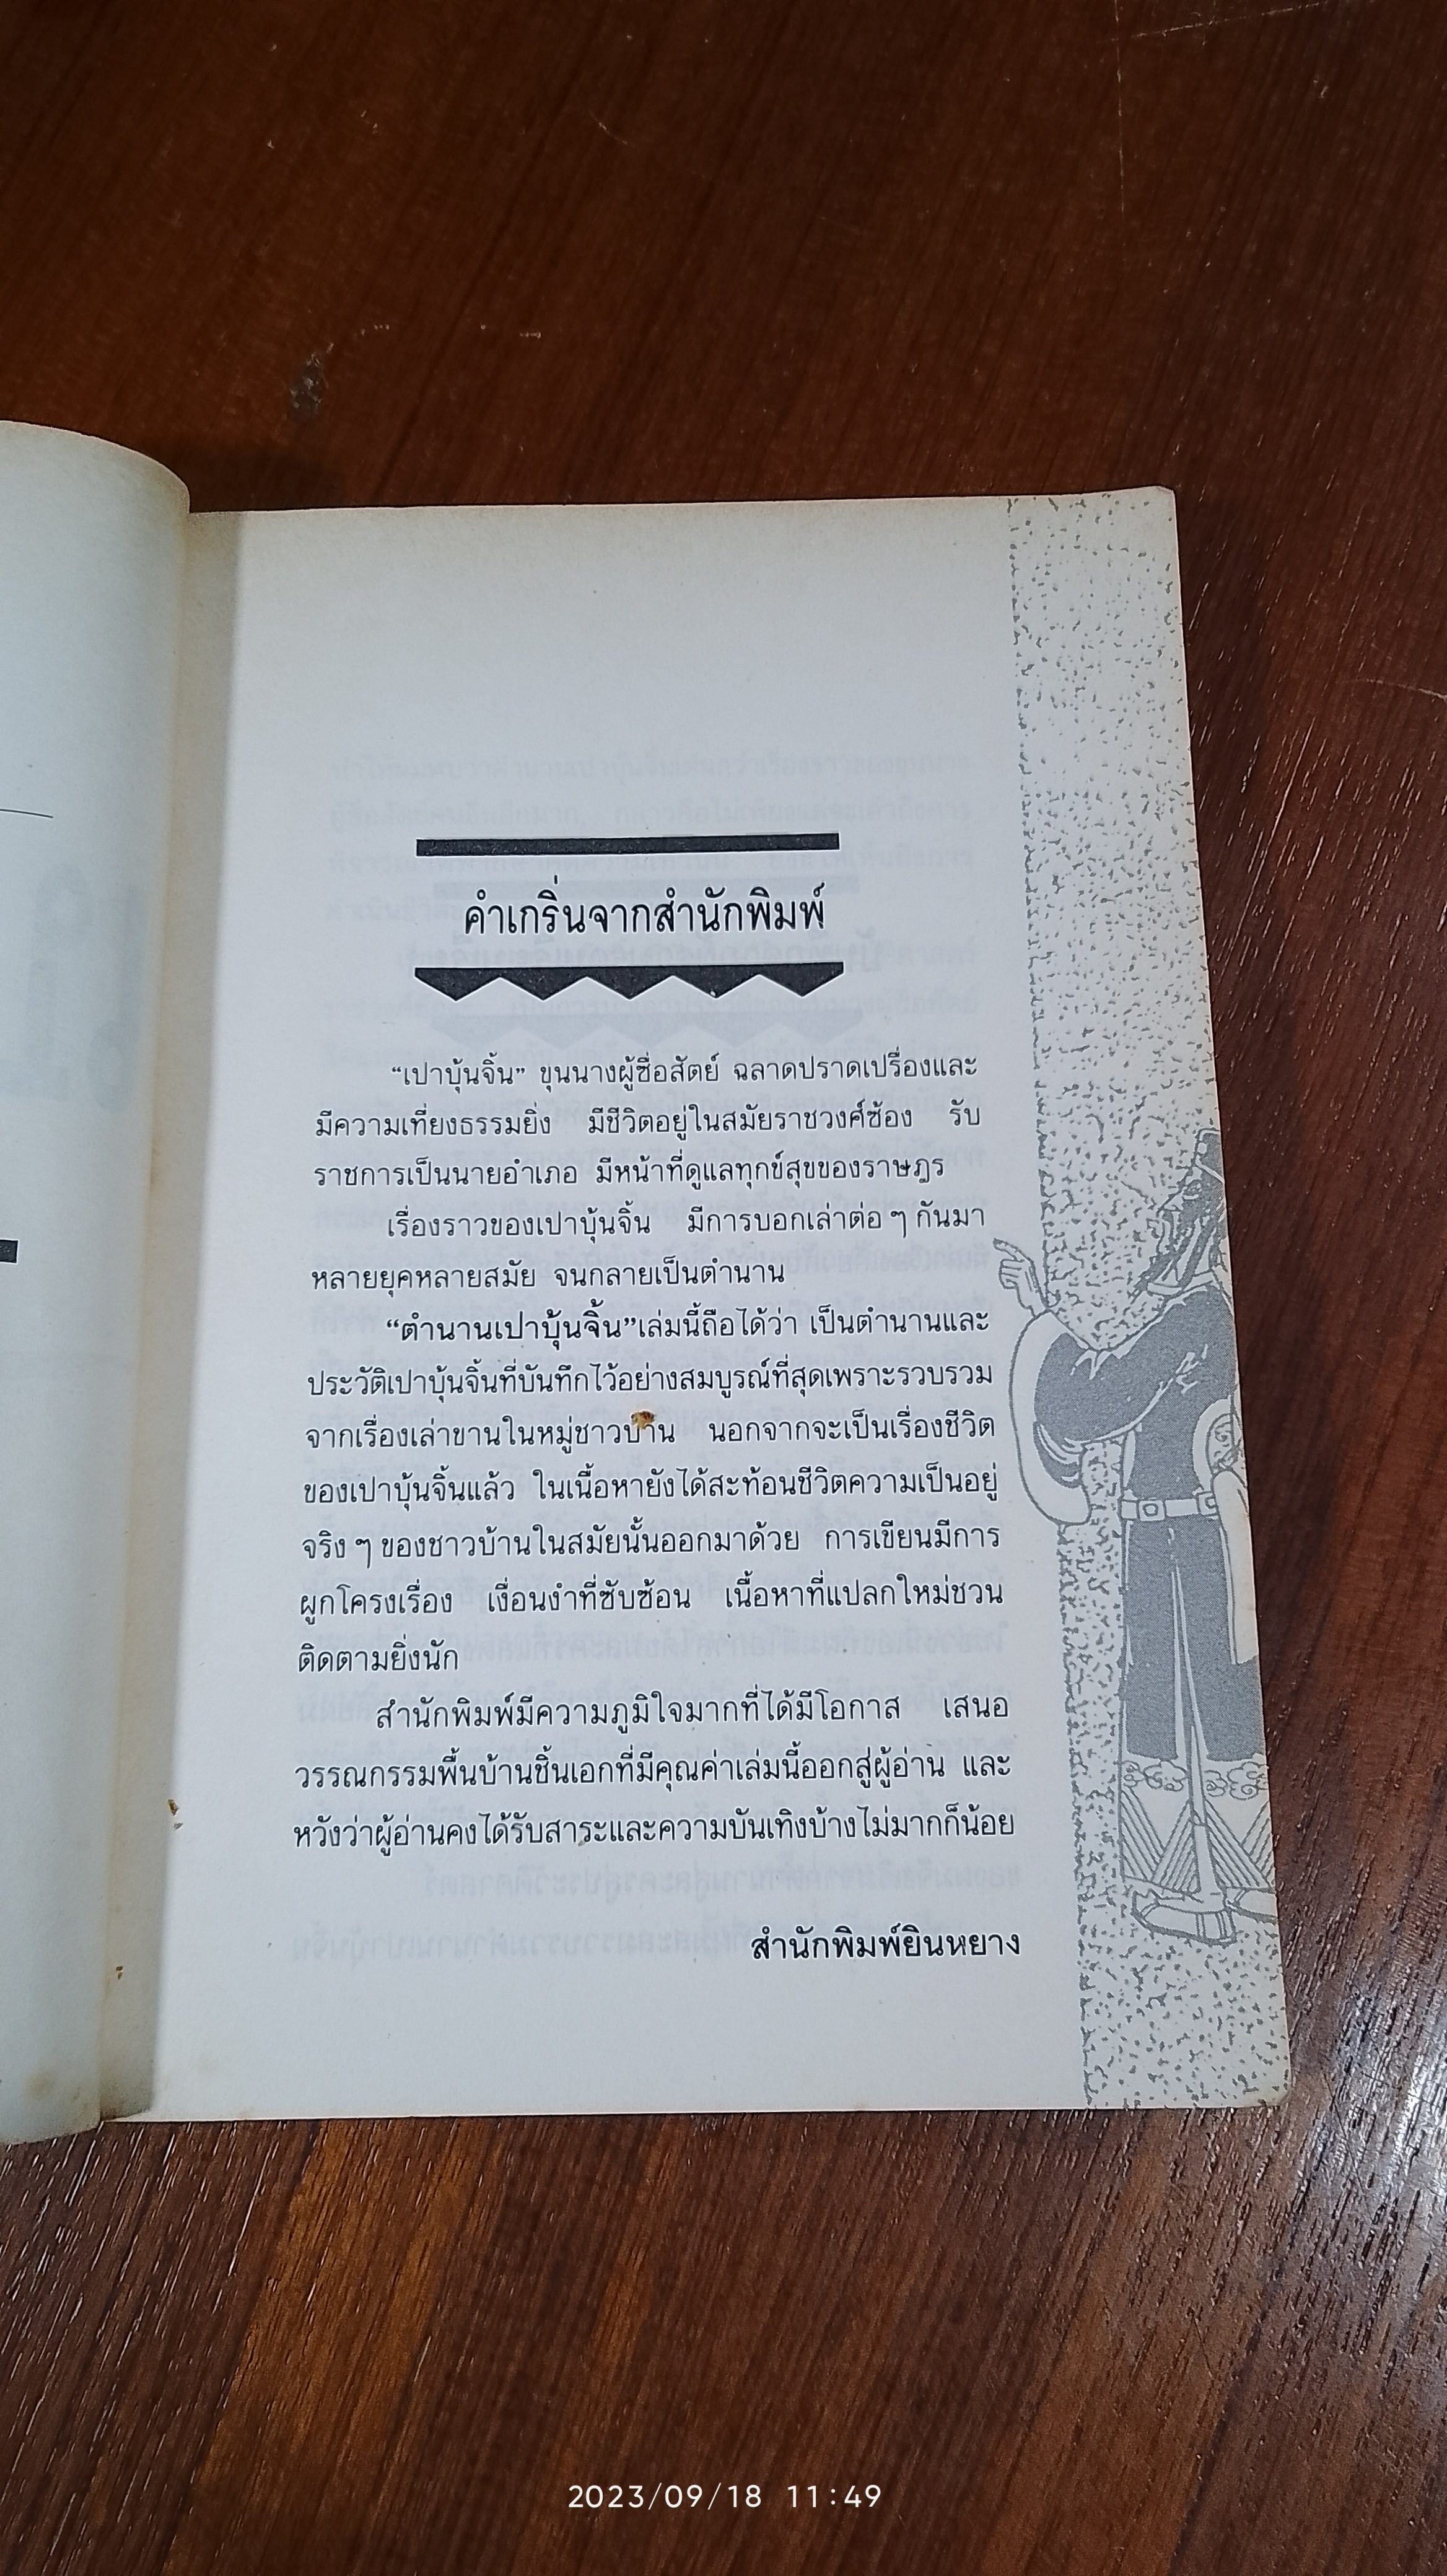 คำเกริ่นจากสำนักพิมพ์
“เปาบุ้นจิ้น” ขุนนางผู้ซื่อสัตย์ ฉลาดปราดเปรื่องและ
มีความเที่ยงธรรมยิ่ง มีชีวิตอยู่ในสมัยราชวงศ์ซ้อง รับ
ราชการเป็นนายอำเภอ มีหน้าที่ดูแลทุกข์สุขของราษฎร
เรื่องราวของเปาบุ้นจิ้น มีการบอกเล่าต่อ ๆ กันมา
หลายยุคหลายสมัย จนกลายเป็นตำนาน
“ตำนานเปาบุ้นจิ้น”เล่มนี้ถือได้ว่า เป็นตำนานและ
ประวัติเปาบุ้นจิ้นที่บันทึกไว้อย่างสมบูรณ์ที่สุดเพราะรวบรวม
จากเรื่องเล่าขานในหมู่ชาวบ้าน นอกจากจะเป็นเรื่องชีวิต
ของเปาบุ้นจิ้นแล้ว ในเนื้อหายังได้สะท้อนชีวิตความเป็นอยู่
จริง ๆ ของชาวบ้านในสมัยนั้นออกมาด้วย การเขียนมีการ
ผูกโครงเรื่อง เงื่อนงำที่ซับซ้อน เนื้อหาที่แปลกใหม่ชวน
ติดตามยิ่งนัก
สำนักพิมพ์มีความภูมิใจมากที่ได้มีโอกาส เสนอ
วรรณกรรมพื้นบ้านชิ้นเอกที่มีคุณค่าเล่มนี้ออกสู่ผู้อ่าน และ
หวังว่าผู้อ่านคงได้รับสาระและความบันเทิงบ้างไม่มากก็น้อย
สำนักพิมพ์ยินหยาง
2023/09/18 11:49